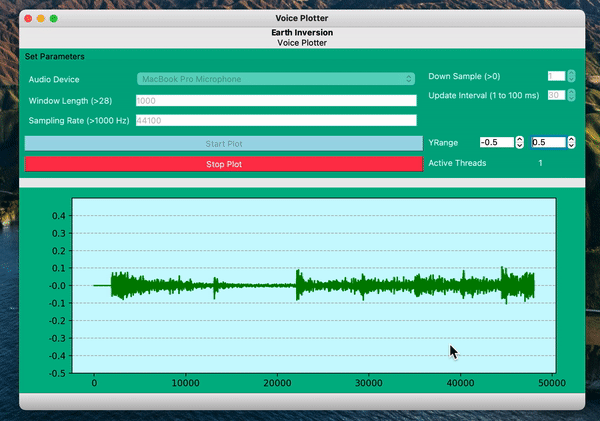 Voice Plotter
Earth Inversion
Voice Plotter
Set Parameters
Audio Device MacBook Pro Microphone
Down Sample (>0) 1
Window Length (>28) 1000
Update Interval (1 to 100 ms) 30
Sampling Rate (>1000 Hz) 44100
Start Plot
YRange -0.5 0.5
Stop Plot
Active Threads 1
0.4
0.3
0.2
0.1
-0.0
-0.1
-0.2
-0.3
-0.4
-0.5
0 10000 20000 30000 40000 50000